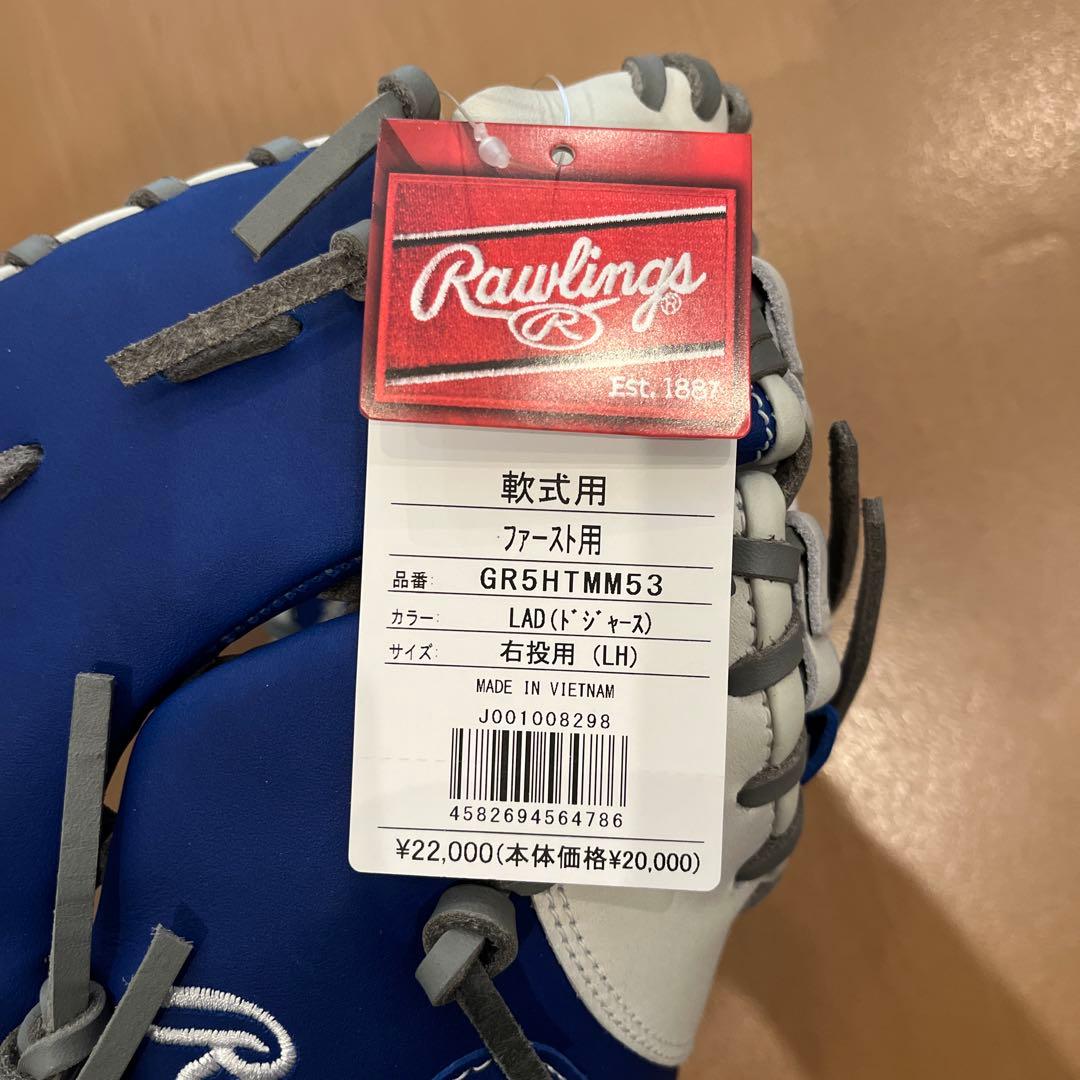 Rawlings®
R
Est. 1887
軟式用
ファースト用
品番: GR5HTMM53
カラー: LAD(ドジャース)
サイズ: 右投用 (LH)
MADE IN VIETNAM
J001008298
4582694564786
¥22,000(本体価格¥20,000)
R